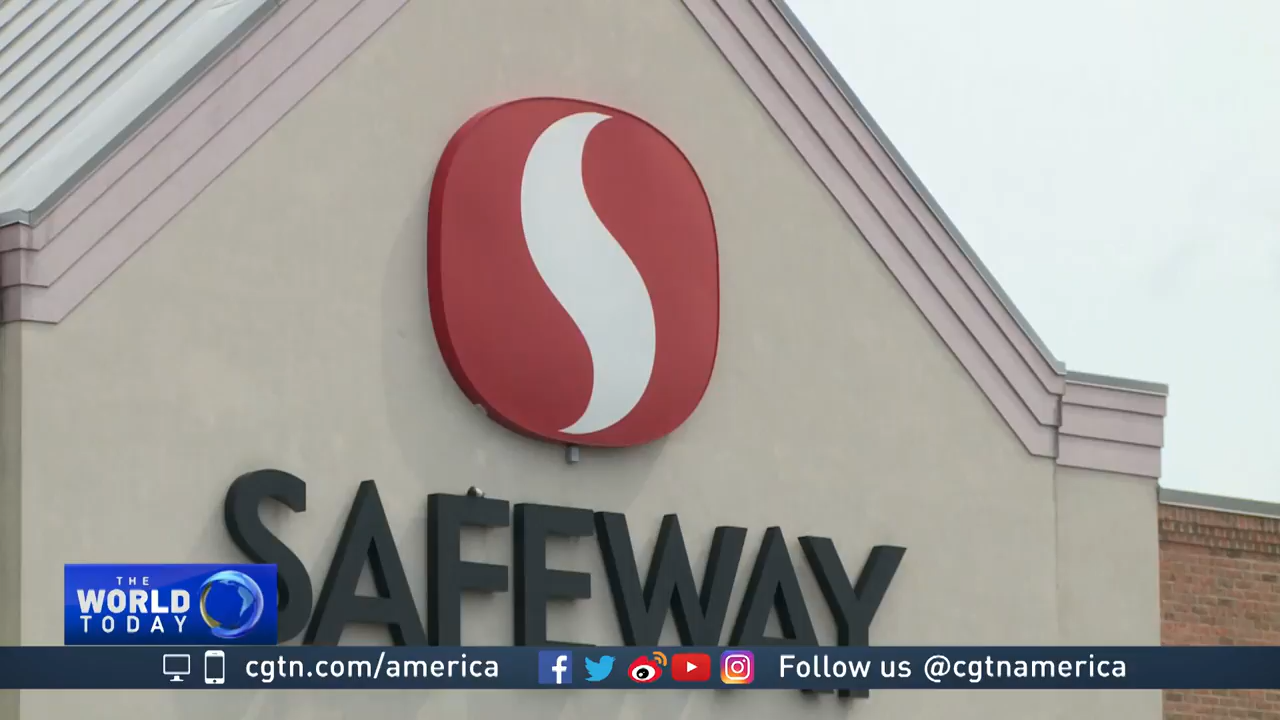 SAFEWAY
THE
WORLD
TODAY
cgtn.com/america
Follow us @cgtnamerica